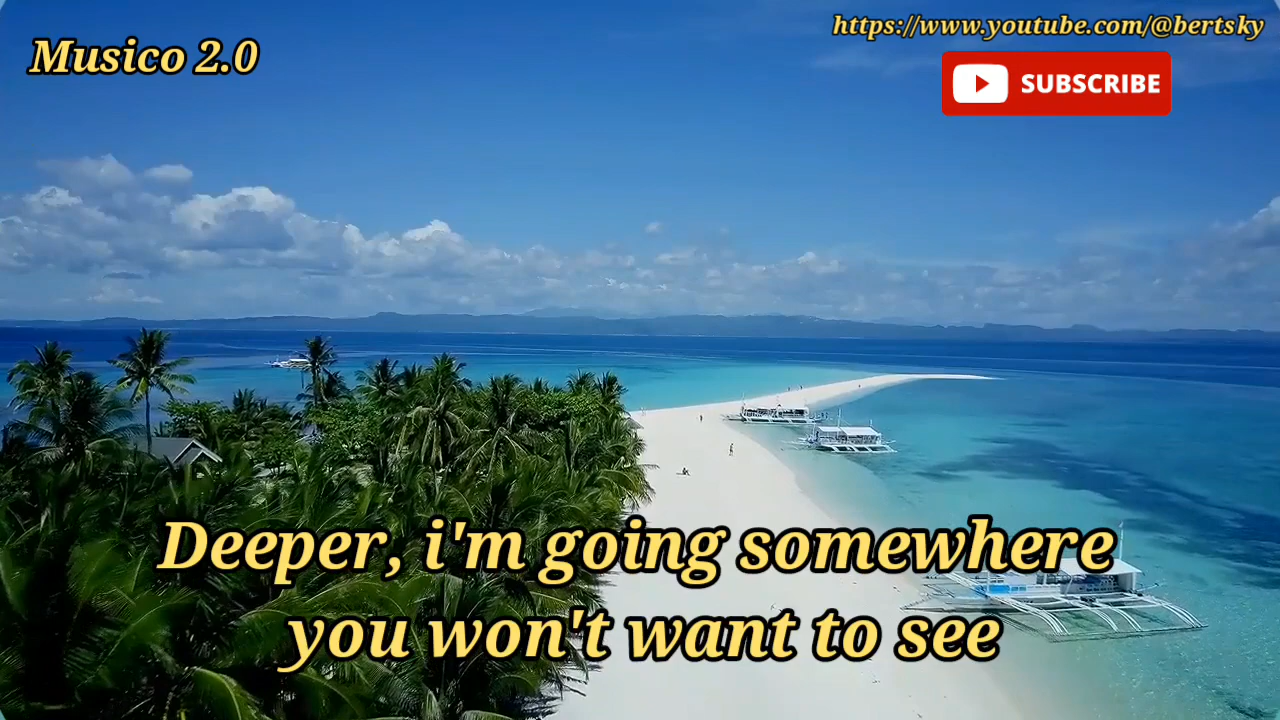 Musico 2.0
https://www.youtube.com/@bertsky
SUBSCRIBE
Deeper, i'm going somewhere
you won't want to see